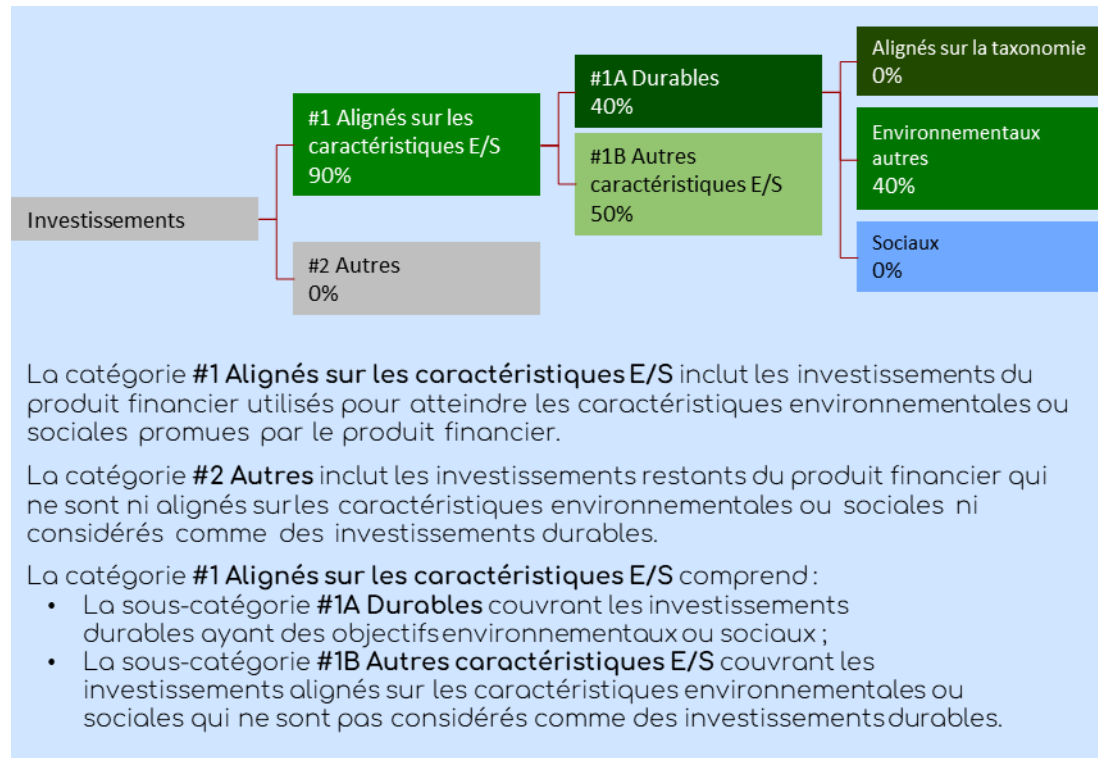 Investissements
#1 Alignés sur les
caractéristiques E/S
90%
#2 Autres
0%
#1A Durables
40%
#1B Autres
caractéristiques E/S
50%
Alignés sur la taxonomie
0%
Environnementaux
autres
40%
Sociaux
0%
La catégorie #1 Alignés sur les caractéristiques E/S inclut les investissements du
produit financier utilisés pour atteindre les caractéristiques environnementales ou
sociales promues par le produit financier.
La catégorie #2 Autres inclut les investissements restants du produit financier qui
ne sont ni alignés sur les caractéristiques environnementales ou sociales ni
considérés comme des investissements durables.
La catégorie #1 Alignés sur les caractéristiques E/S comprend :
• La sous-catégorie #1A Durables couvrant les investissements
durables ayant des objectifs environnementaux ou sociaux ;
• La sous-catégorie #1B Autres caractéristiques E/S couvrant les
investissements alignés sur les caractéristiques environnementales ou
sociales qui ne sont pas considérés comme des investissements durables.